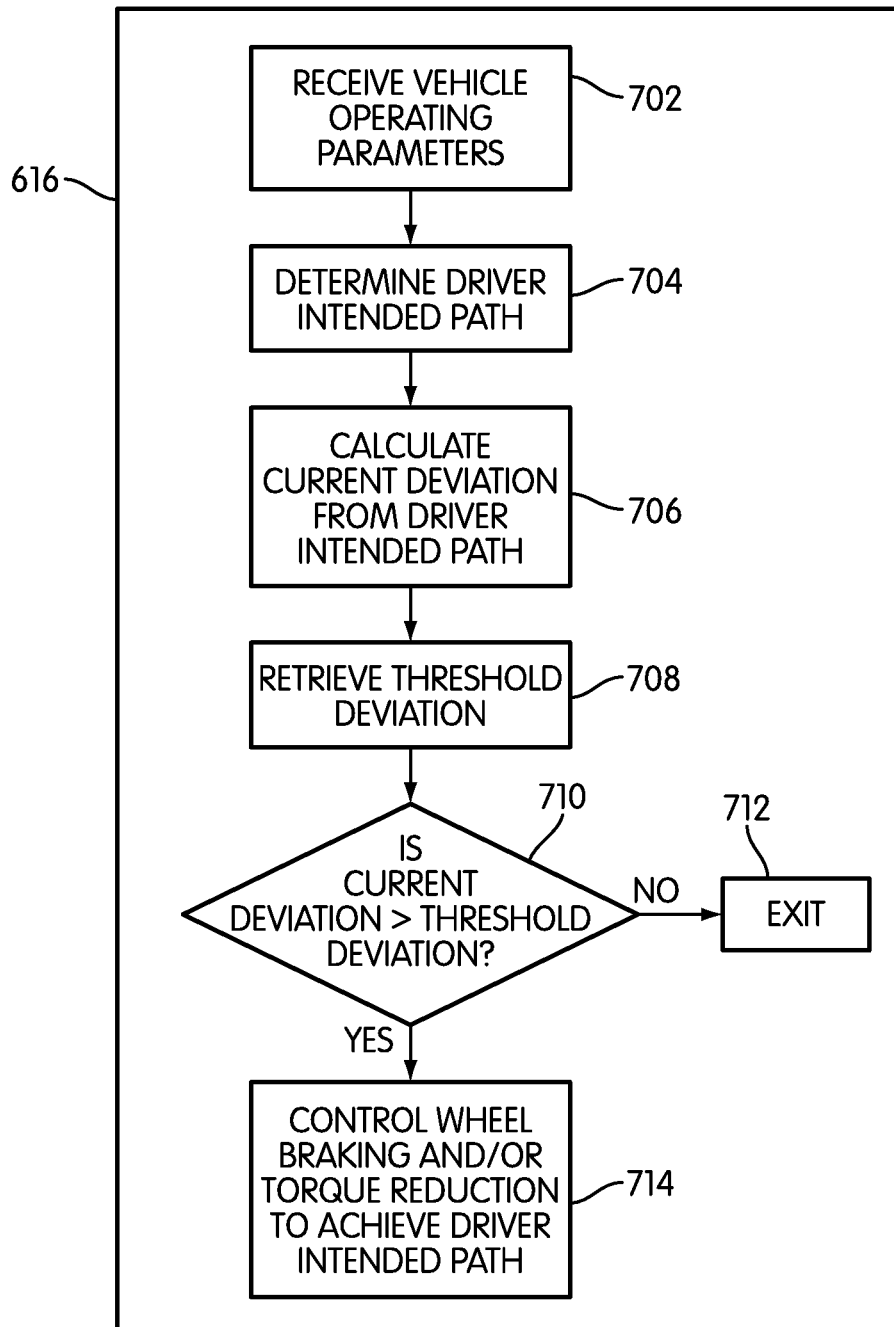 RECEIVE VEHICLE
OPERATING
PARAMETERS
702
616
DETERMINE DRIVER
INTENDED PATH
704
CALCULATE
CURRENT DEVIATION
FROM DRIVER
INTENDED PATH
706
RETRIEVE THRESHOLD
DEVIATION
708
710
IS
CURRENT
DEVIATION > THRESHOLD
DEVIATION?
NO
712
EXIT
YES
CONTROL WHEEL
BRAKING AND/OR
TORQUE REDUCTION
TO ACHIEVE DRIVER
INTENDED PATH
714